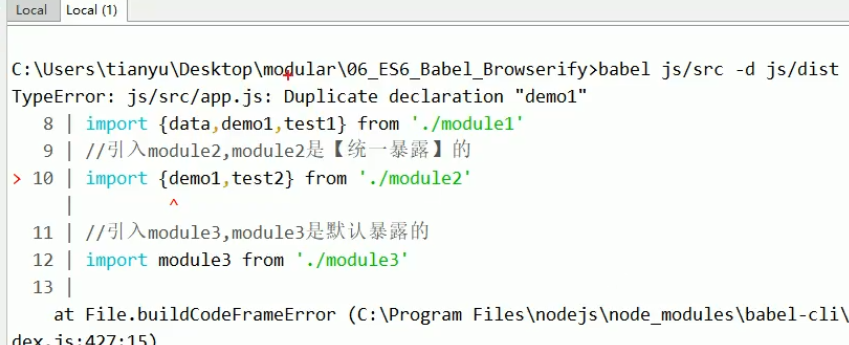 Local Local (1)
C:\Users\tianyu\Desktop\modular\06_ES6_Babel_Browserify>babel js/src -d js/dist
TypeError: js/src/app.js: Duplicate declaration "demo1"
8 | import {data,demo1,test1} from './module1'
9 | //引入module2,module2是【统一暴露】的
> 10 | import {demo1,test2} from './module2'
| ^
11 | //引入module3,module3是默认暴露的
12 | import module3 from './module3'
13 |
at File.buildCodeFrameError (C:\Program Files\nodejs\node_modules\babel-cli\
dex.js:427:15)